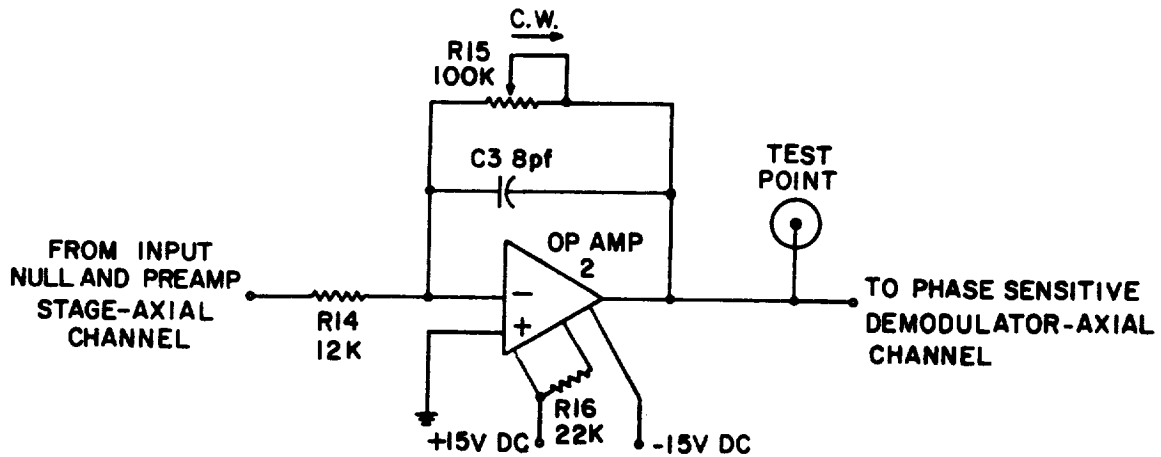 C.W.
R15
100K
C3 8pf
TEST
POINT
OP AMP
2
FROM INPUT
NULL AND PREAMP
STAGE-AXIAL
CHANNEL
R14
12K
−
+
TO PHASE SENSITIVE
DEMODULATOR-AXIAL
CHANNEL
R16
22K
+15V DC
-15V DC